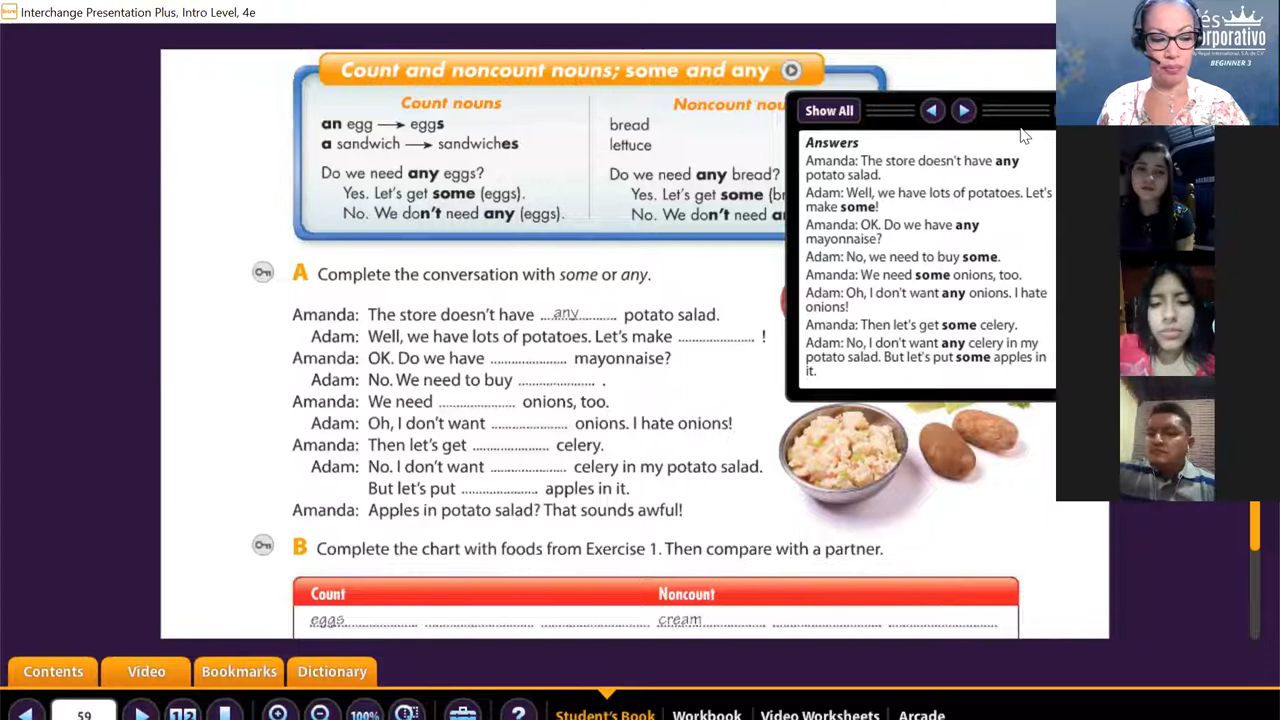 Interchange Presentation Plus, Intro Level, 4e
és
orporativo
by Regal International, S.A. de C.V.
BEGINNER 3
Count and noncount nouns; some and any
Count nouns
an egg → eggs
a sandwich → sandwiches
Do we need any eggs?
Yes. Let's get some (eggs).
No. We don't need any (eggs).
Noncount nou
bread
lettuce
Do we need any bread?
Yes. Let's get some (br
No. We don't need a
Show All
Answers
Amanda: The store doesn't have any
potato salad.
Adam: Well, we have lots of potatoes. Let's
make some!
Amanda: OK. Do we have any
mayonnaise?
Adam: No, we need to buy some.
Amanda: We need some onions, too.
Adam: Oh, I don't want any onions. I hate
onions!
Amanda: Then let's get some celery.
Adam: No, I don't want any celery in my
potato salad. But let's put some apples in
it.
A Complete the conversation with some or any.
Amanda: The store doesn't have any potato salad.
Adam: Well, we have lots of potatoes. Let's make .................... !
Amanda: OK. Do we have .................... mayonnaise?
Adam: No. We need to buy .................... .
Amanda: We need .................... onions, too.
Adam: Oh, I don't want .................... onions. I hate onions!
Amanda: Then let's get .................... celery.
Adam: No. I don't want .................... celery in my potato salad.
But let's put .................... apples in it.
Amanda: Apples in potato salad? That sounds awful!
B Complete the chart with foods from Exercise 1. Then compare with a partner.
Count Noncount
eggs cream
Contents Video Bookmarks Dictionary
59 12 100% ? Student's Book Workbook Video Worksheets Arcade